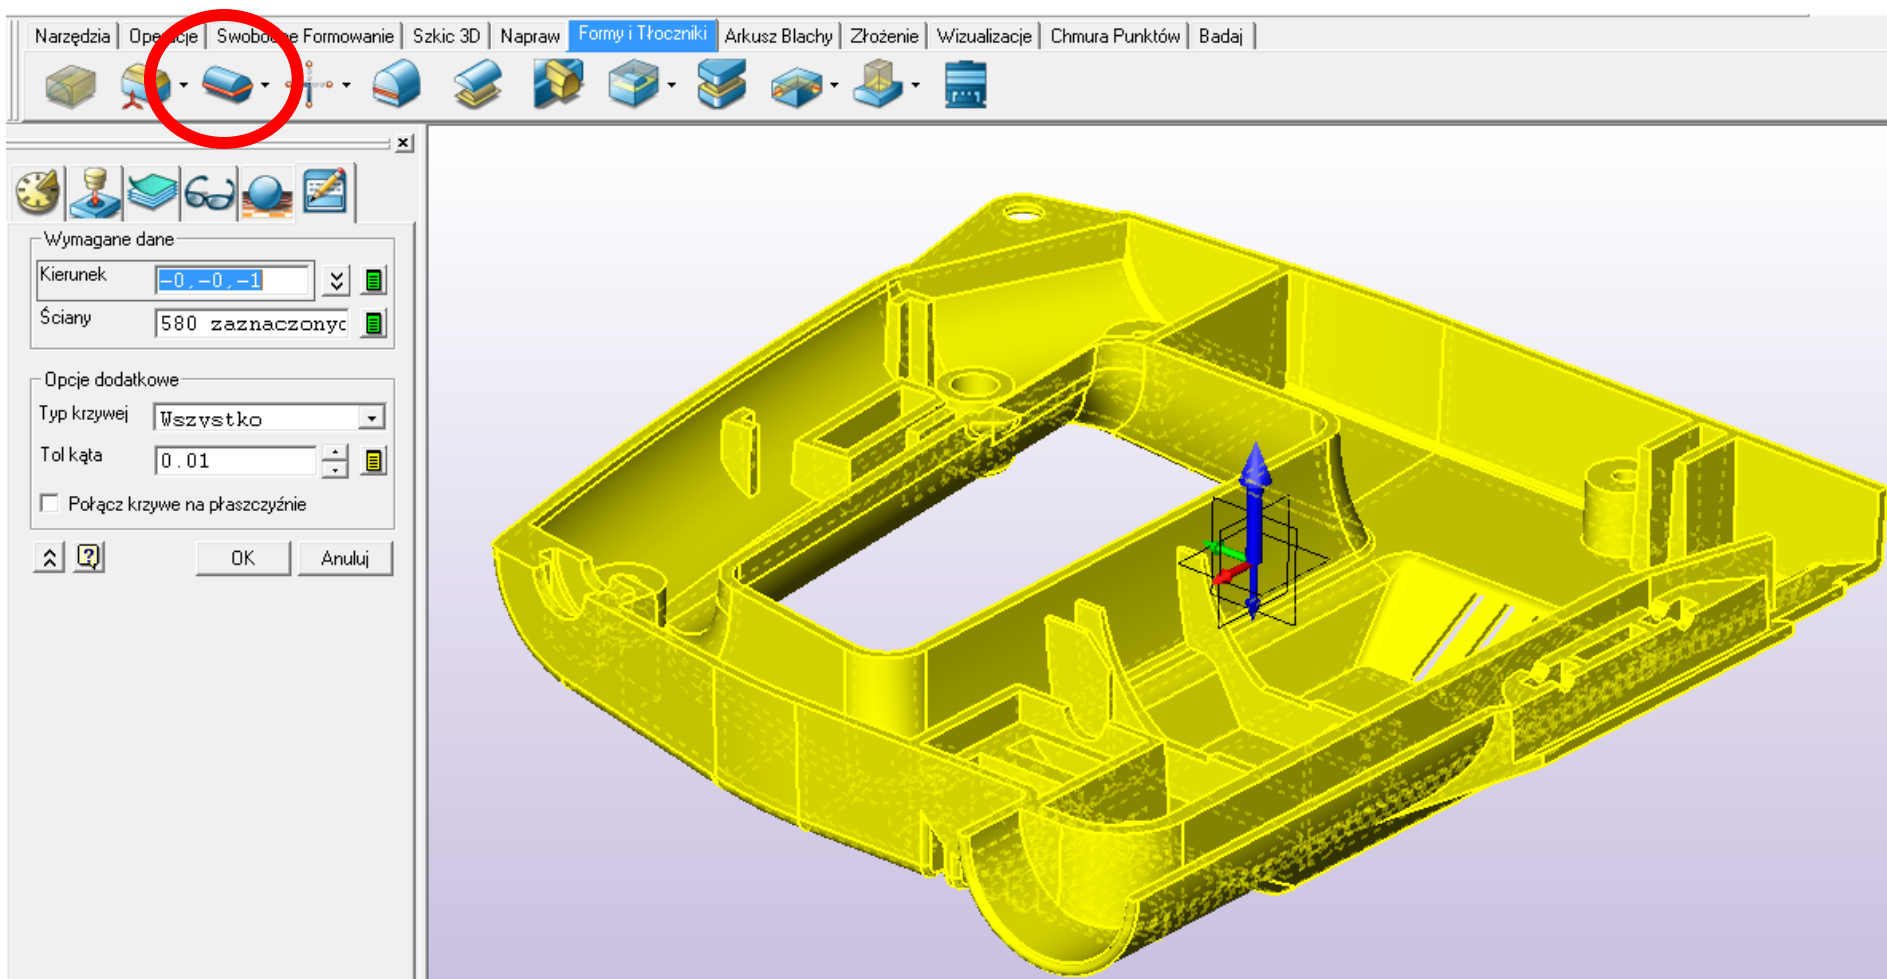 Narzędzia Operacje Swobodne Formowanie Szkic 3D Napraw Formy i Tłoczniki Arkusz Blachy Złożenie Wizualizacje Chmura Punktów Badaj
Wymagane dane
Kierunek -0,-0,-1
Ściany 580 zaznaczonyc
Opcje dodatkowe
Typ krzywej Wszystko
Tol kąta 0.01
Połącz krzywe na płaszczyźnie
OK Anuluj